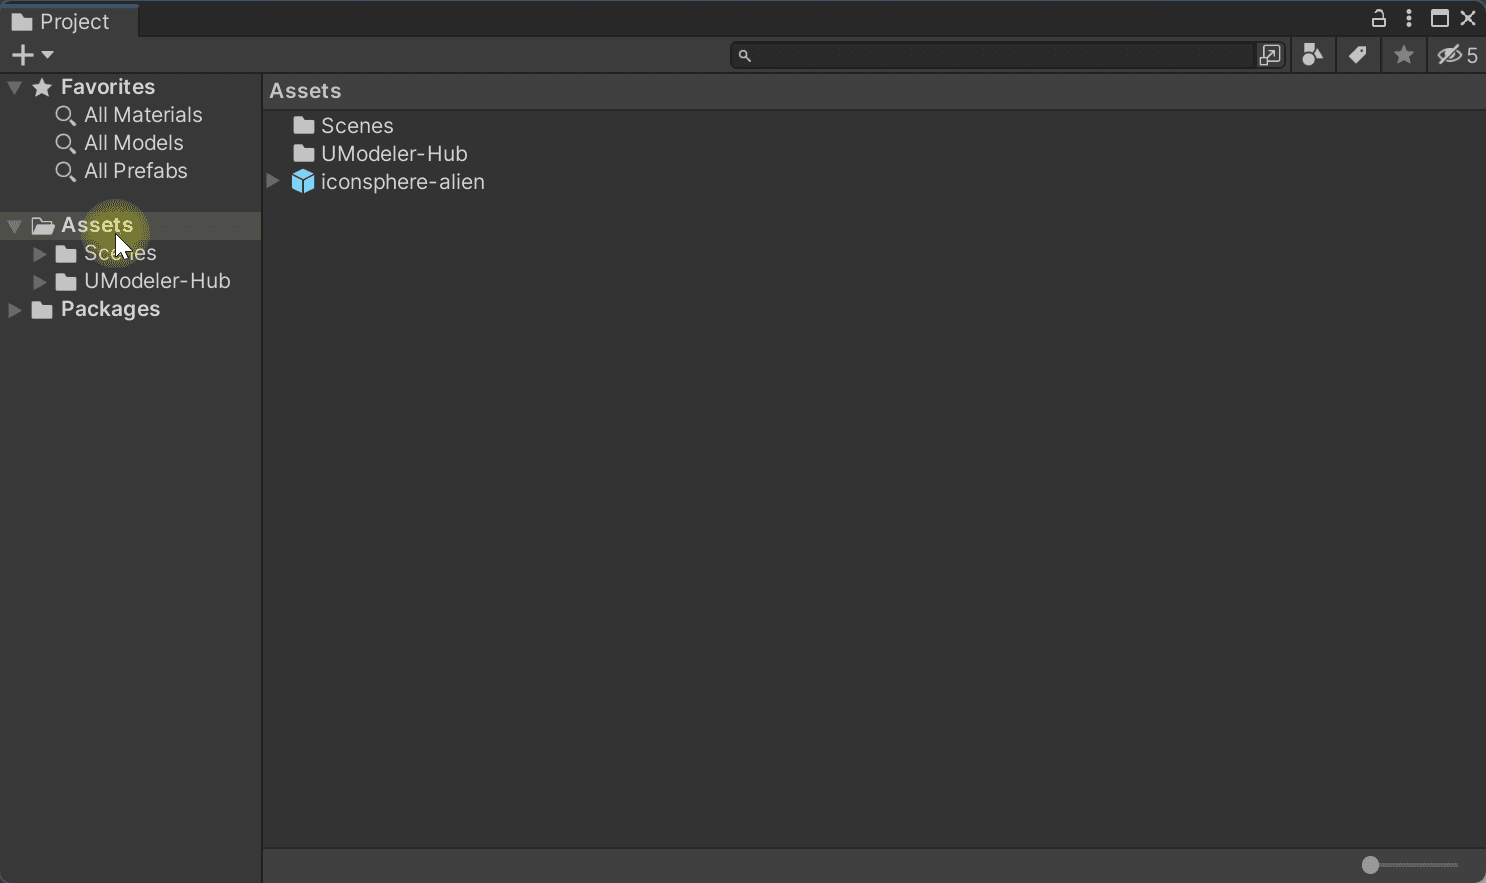 Project
5
Favorites
All Materials
All Models
All Prefabs
Assets
Scenes
UModeler-Hub
Packages
Assets
Scenes
UModeler-Hub
iconsphere-alien